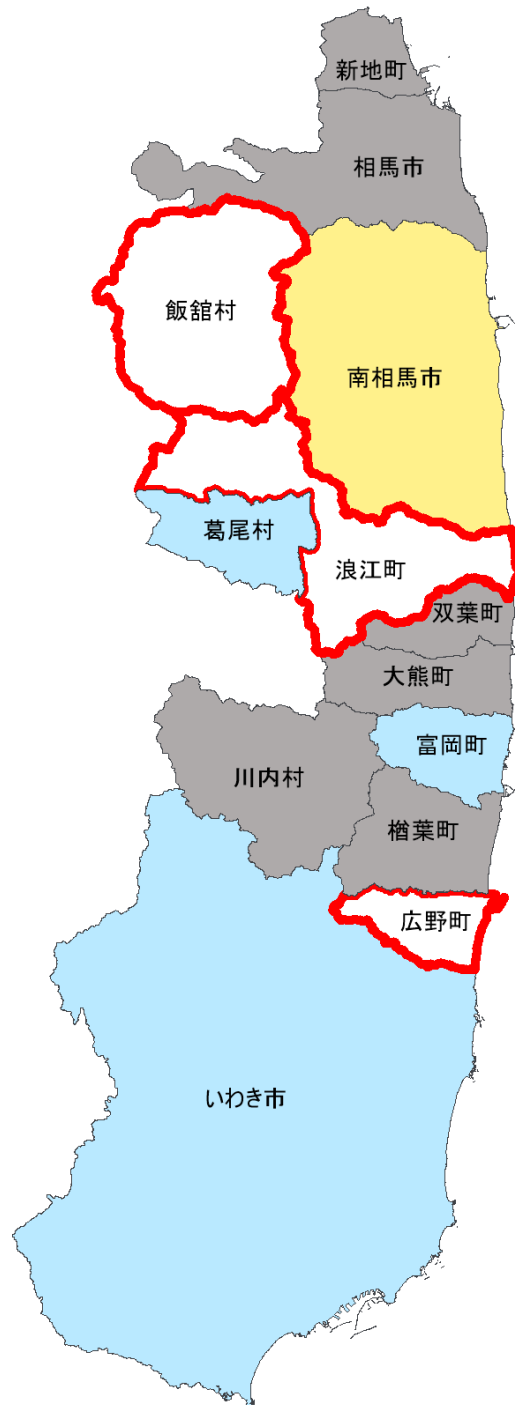 新地町
相馬市
飯舘村
南相馬市
葛尾村
浪江町
双葉町
大熊町
富岡町
川内村
楢葉町
広野町
いわき市